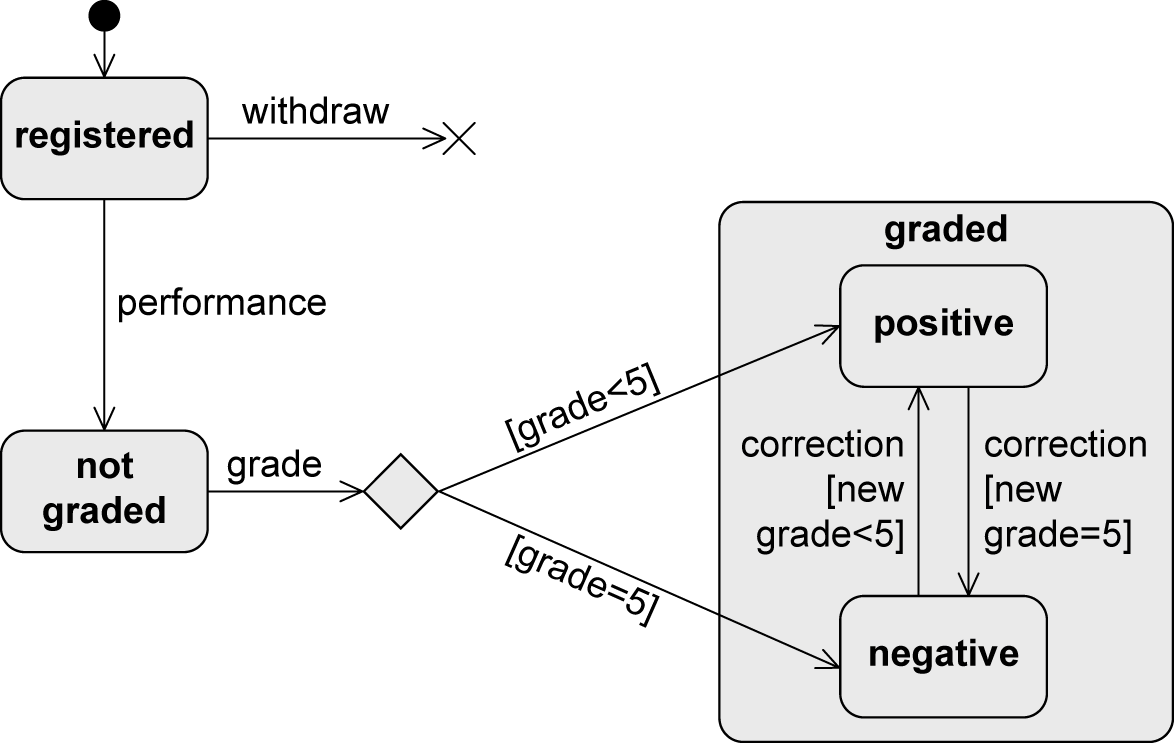 withdraw
registered
graded
performance
positive
[grade<5]
not
graded
grade
correction
[new
grade<5]
correction
[new
grade=5]
[grade=5]
negative